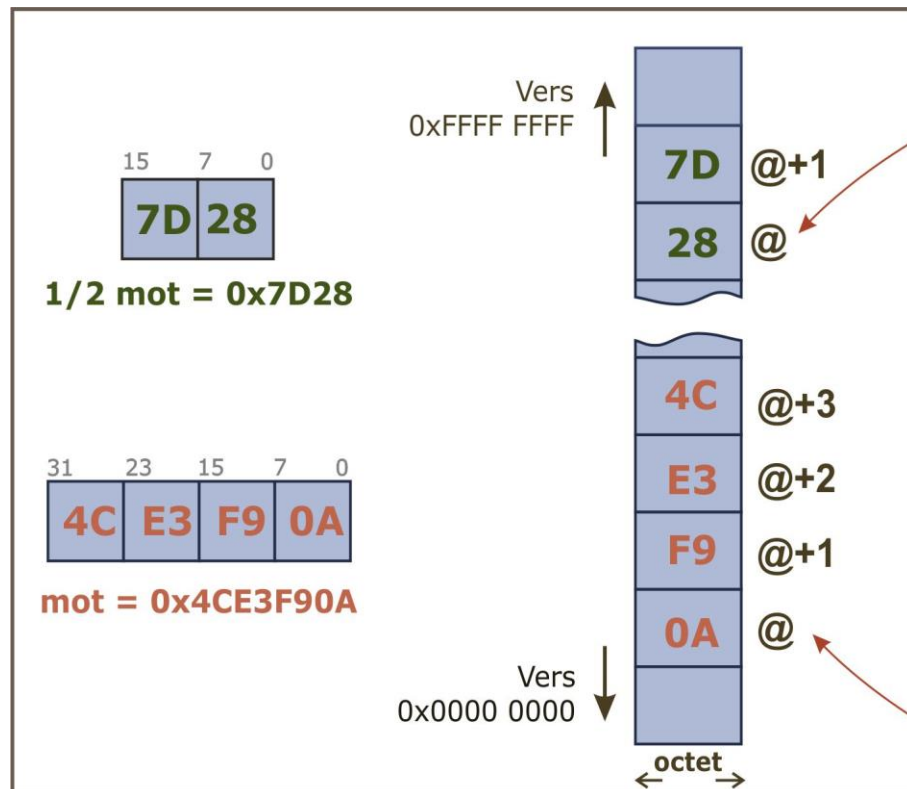 Vers
0xFFFF FFFF
15 7 0
7D 28
1/2 mot = 0x7D28
7D @+1
28 @
31 23 15 7 0
4C E3 F9 0A
mot = 0x4CE3F90A
4C @+3
E3 @+2
F9 @+1
0A @
Vers
0x0000 0000
octet